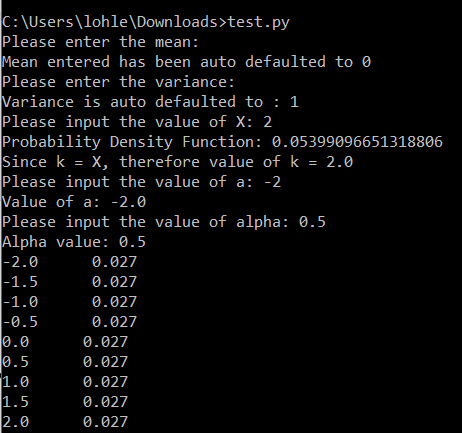 C:\Users\lohle\Downloads>test.py
Please enter the mean:
Mean entered has been auto defaulted to 0
Please enter the variance:
Variance is auto defaulted to : 1
Please input the value of X: 2
Probability Density Function: 0.05399096651318806
Since k = X, therefore value of k = 2.0
Please input the value of a: -2
Value of a: -2.0
Please input the value of alpha: 0.5
Alpha value: 0.5
-2.0 0.027
-1.5 0.027
-1.0 0.027
-0.5 0.027
0.0 0.027
0.5 0.027
1.0 0.027
1.5 0.027
2.0 0.027